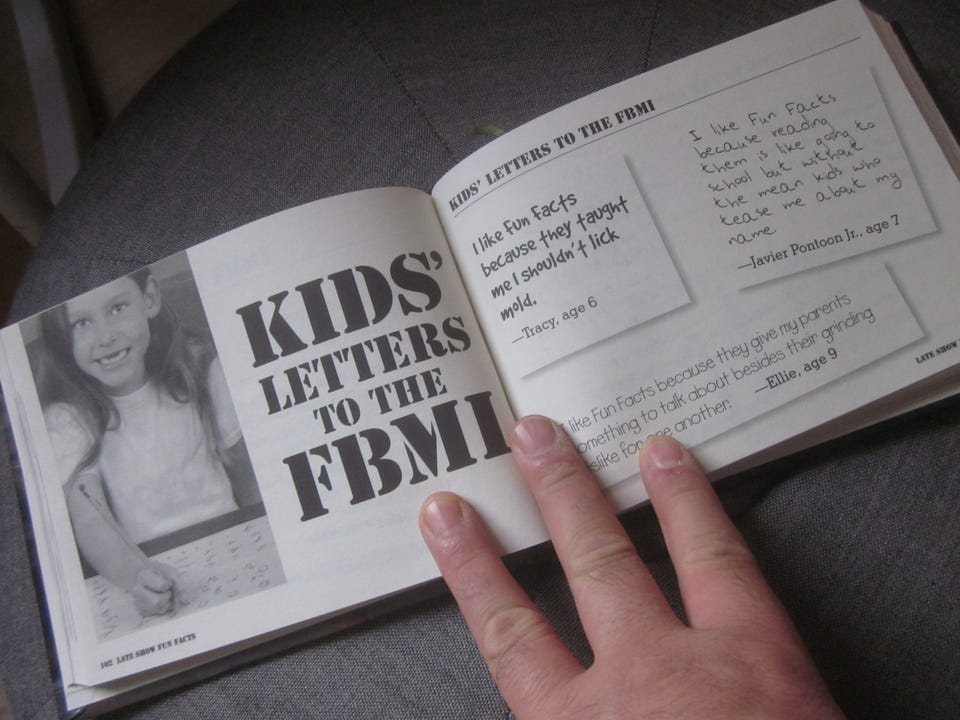 KIDS'
LETTERS
TO THE
FBMI
102 LATE SHOW FUN FACTS
KIDS' LETTERS TO THE FBMI
I like Fun Facts
because they taught
me I shouldn't lick
mold.
—Tracy, age 6
I like Fun Facts
because reading
them is like going to
school but without
the mean kids who
tease me about my
name.
—Javier Pontoon Jr., age 7
like Fun Facts because they give my parents
something to talk about besides their grinding
for one another.
—Ellie, age 9
LATE SHOW